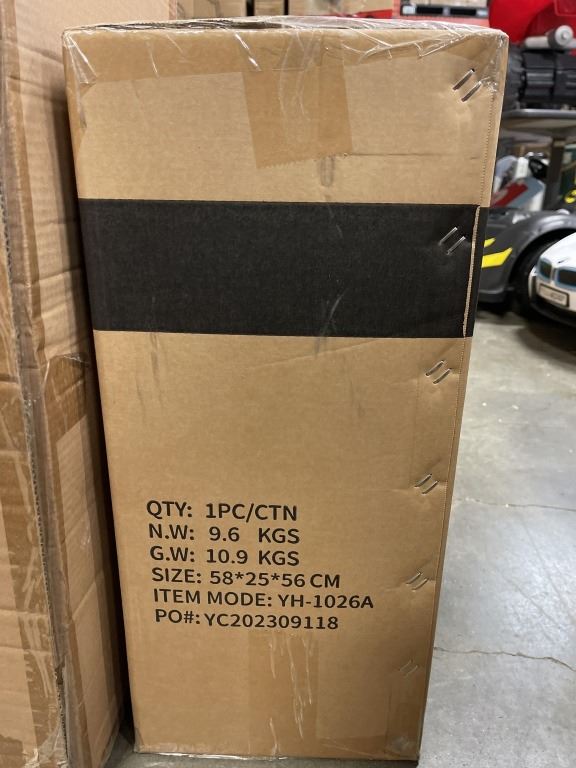 QTY: 1PC/CTN
N.W: 9.6 KGS
G.W: 10.9 KGS
SIZE: 58*25*56 CM
ITEM MODE: YH-1026A
PO#: YC202309118